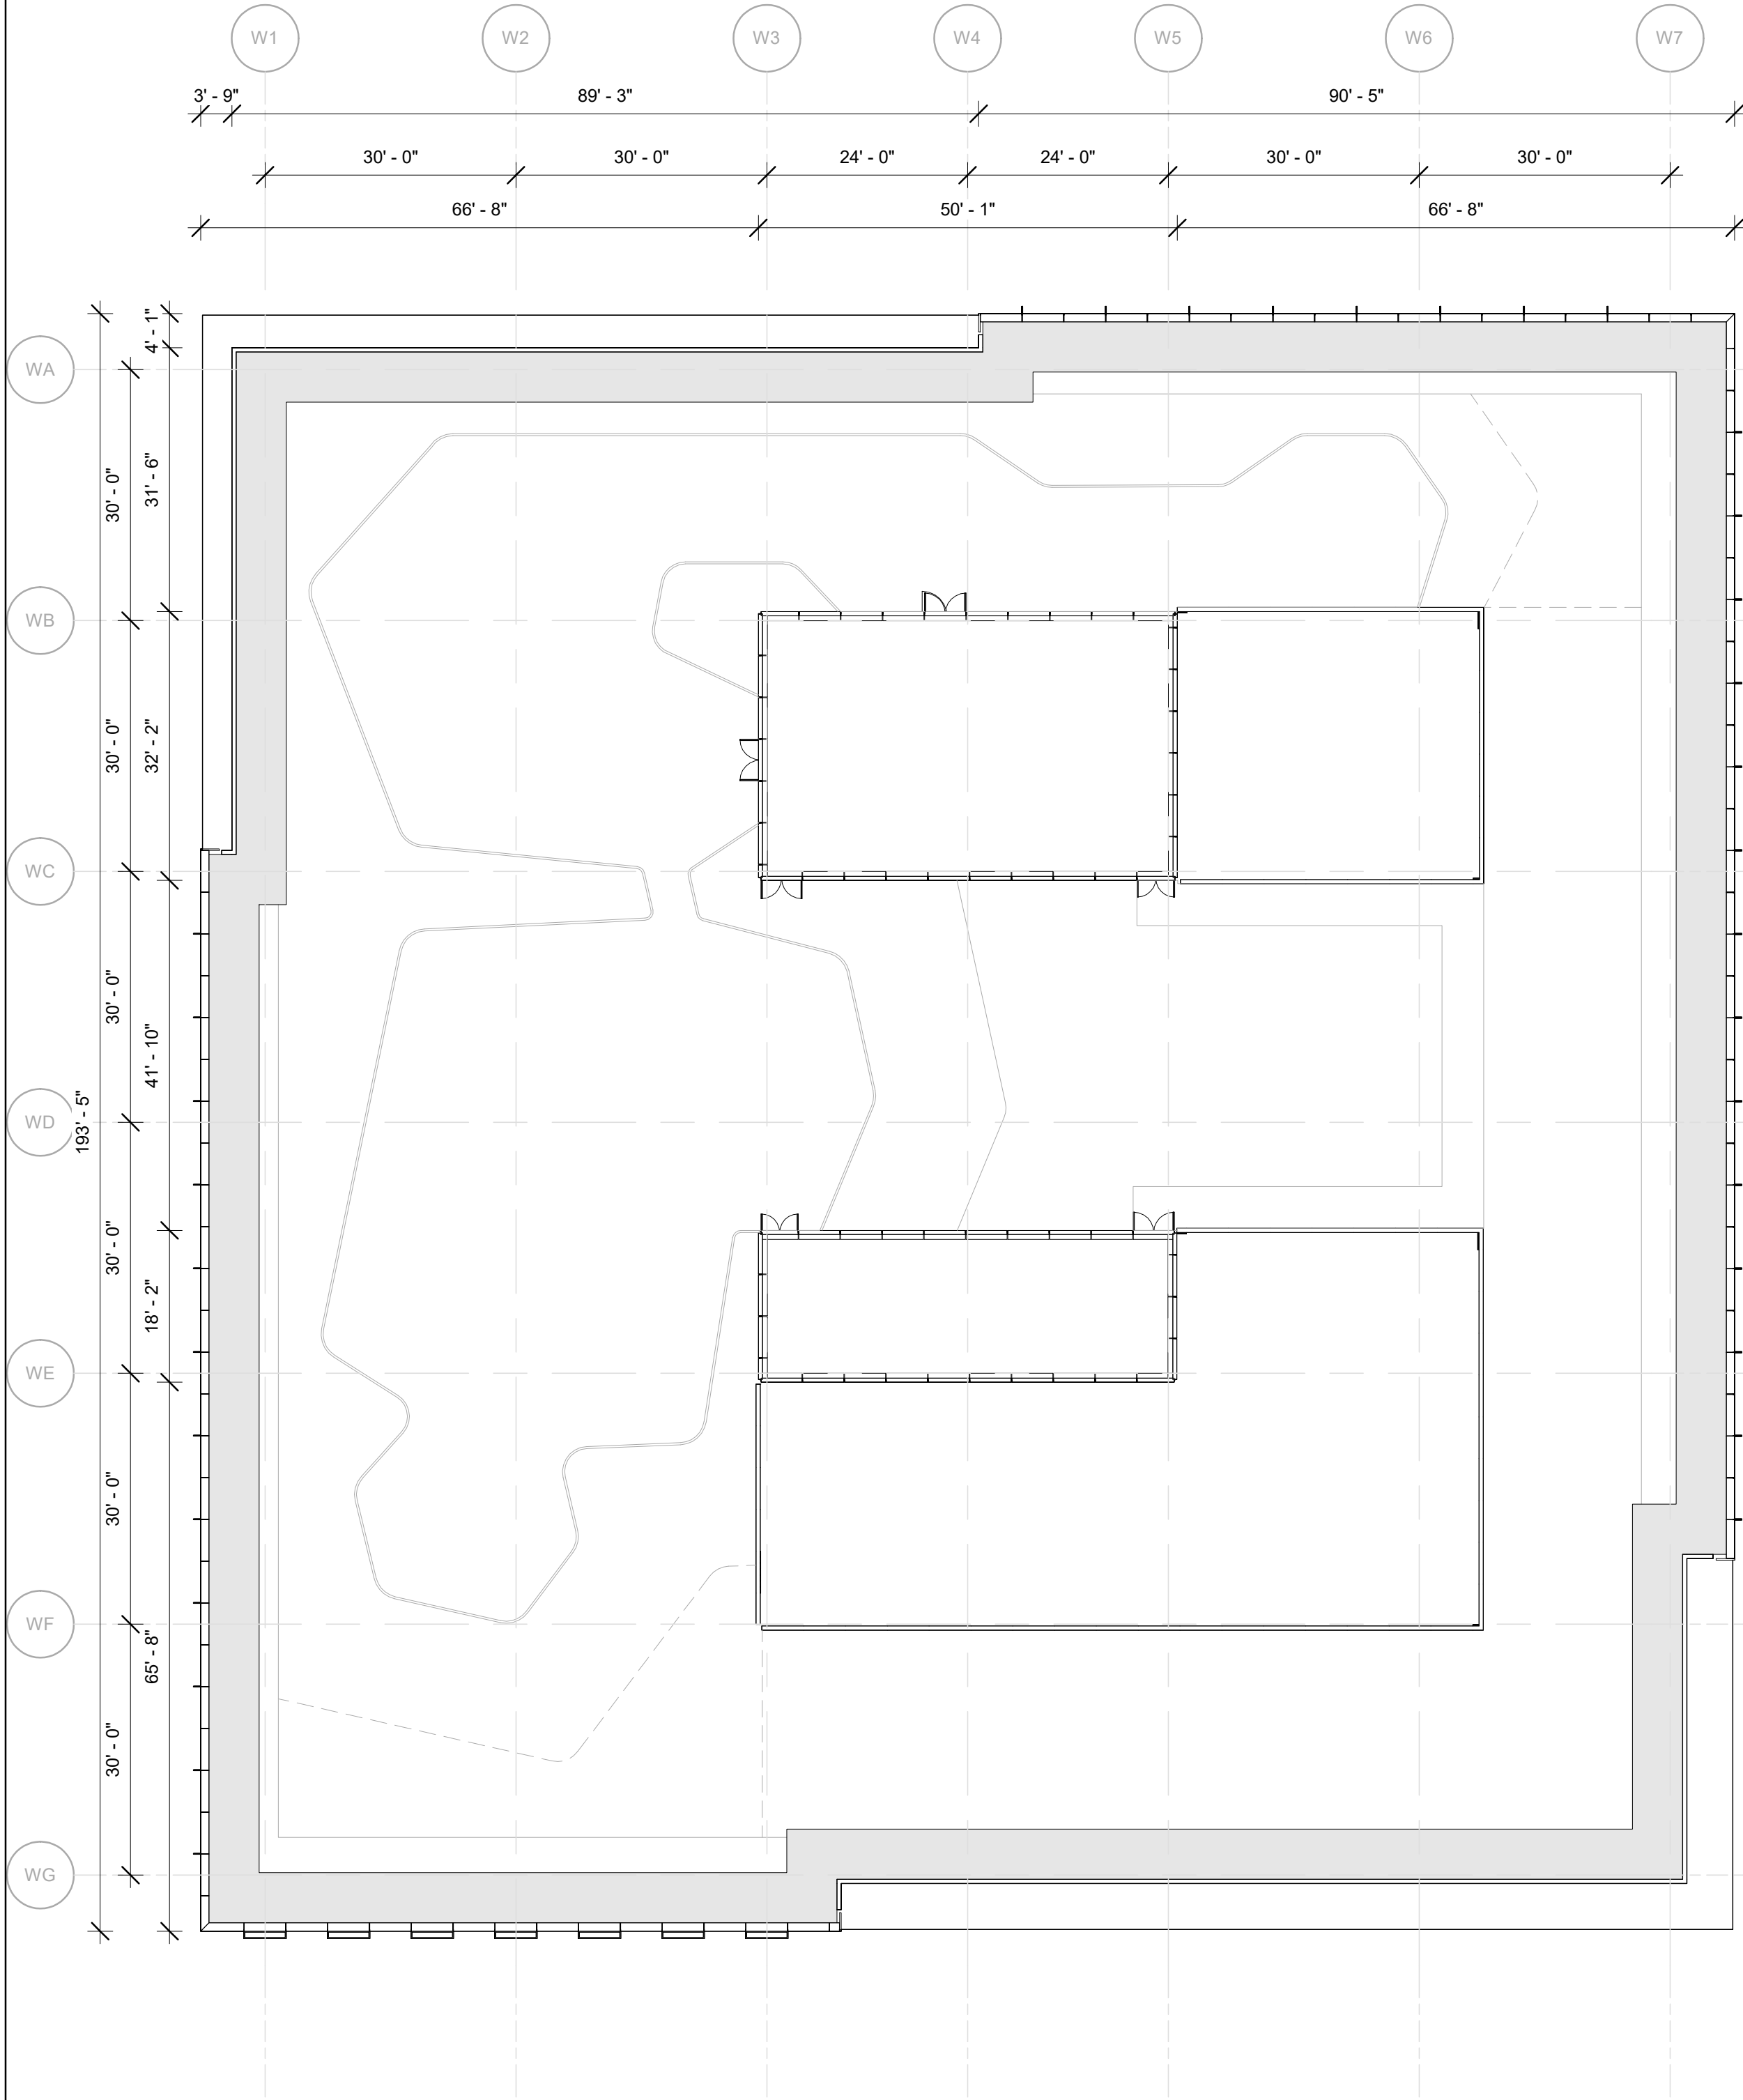 W1 W2 W3 W4 W5 W6 W7
3' - 9" 89' - 3" 90' - 5"
30' - 0" 30' - 0" 24' - 0" 24' - 0" 30' - 0" 30' - 0"
66' - 8" 50' - 1" 66' - 8"
WA
WB
WC
WD
WE
WF
WG
193' - 5"
30' - 0"
30' - 0"
30' - 0"
30' - 0"
30' - 0"
30' - 0"
4' - 1"
31' - 6"
32' - 2"
41' - 10"
18' - 2"
65' - 8"